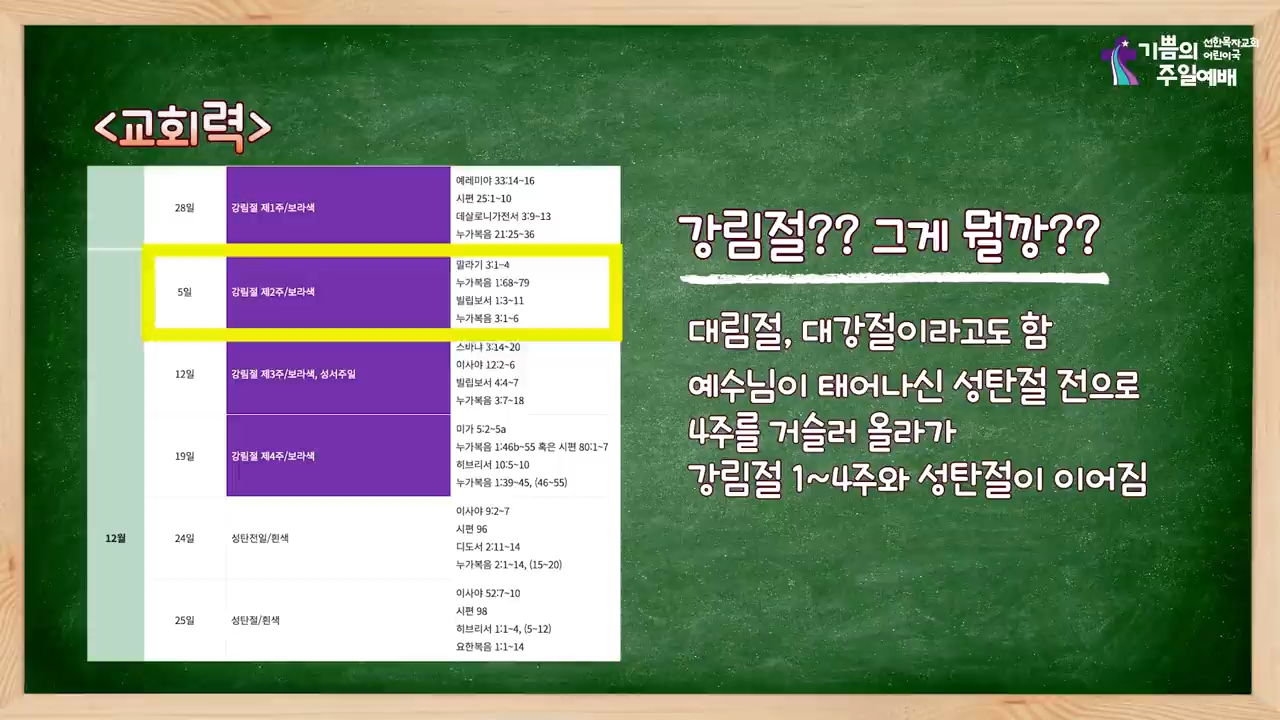 기쁨의
주일예배
선한목자교회
어린이국
<교회력>
28일
강림절 제1주/보라색
예레미야 33:14~16
시편 25:1~10
데살로니가전서 3:9~13
누가복음 21:25~36
5일
강림절 제2주/보라색
말라기 3:1~4
누가복음 1:68~79
빌립보서 1:3~11
누가복음 3:1~6
12일
강림절 제3주/보라색, 성서주일
스바냐 3:14~20
이사야 12:2~6
빌립보서 4:4~7
누가복음 3:7~18
19일
강림절 제4주/보라색
미가 5:2~5a
누가복음 1:46b~55 혹은 시편 80:1~7
히브리서 10:5~10
누가복음 1:39~45, (46~55)
12월
24일
성탄전일/흰색
이사야 9:2~7
시편 96
디도서 2:11~14
누가복음 2:1~14, (15~20)
25일
성탄절/흰색
이사야 52:7~10
시편 98
히브리서 1:1~4, (5~12)
요한복음 1:1~14
강림절?? 그게 뭘깡??
대림절, 대강절이라고도 함
예수님이 태어나신 성탄절 전으로
4주를 거슬러 올라가
강림절 1~4주와 성탄절이 이어짐